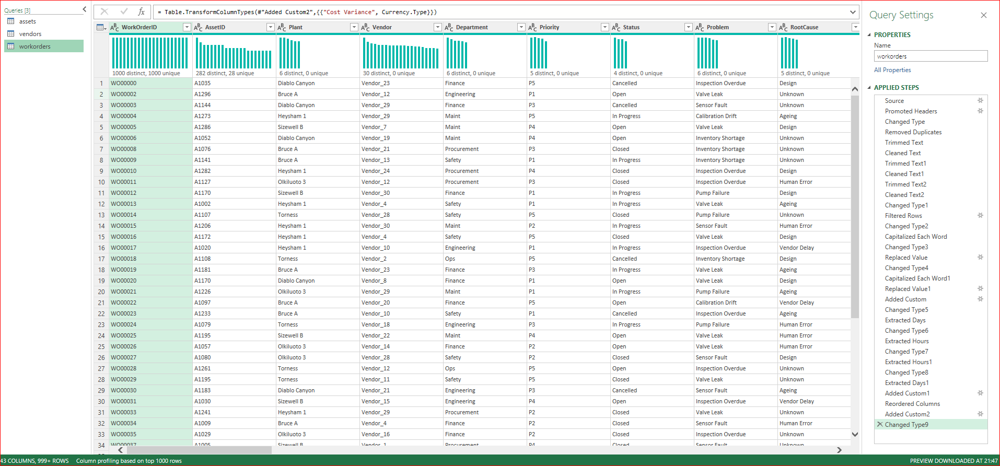 Queries [3]
assets
vendors
workorders
fx
= Table.TransformColumnTypes(#"Added Custom2",{{"Cost Variance", Currency.Type}})
ABC WorkOrderID ABC AssetID ABC Plant ABC Vendor ABC Department ABC Priority ABC Status ABC Problem ABC RootCause
1000 distinct, 1000 unique 282 distinct, 28 unique 6 distinct, 0 unique 30 distinct, 0 unique 6 distinct, 0 unique 5 distinct, 0 unique 4 distinct, 0 unique 6 distinct, 0 unique 5 distinct, 0 unique
1 WO00000 A1035 Diablo Canyon Vendor_23 Finance P5 Cancelled Inspection Overdue Design
2 WO00002 A1296 Bruce A Vendor_12 Engineering P1 Open Valve Leak Unknown
3 WO00003 A1144 Diablo Canyon Vendor_29 Finance P3 Cancelled Sensor Fault Unknown
4 WO00004 A1273 Heysham 1 Vendor_29 Maint P5 In Progress Calibration Drift Ageing
5 WO00005 A1286 Sizewell B Vendor_7 Maint P4 Open Valve Leak Design
6 WO00006 A1052 Diablo Canyon Vendor_19 Maint P4 Open Inventory Shortage Unknown
7 WO00008 A1076 Bruce A Vendor_21 Procurement P3 Closed Inventory Shortage Unknown
8 WO00009 A1141 Bruce A Vendor_13 Safety P1 In Progress Inventory Shortage Unknown
9 WO00010 A1282 Heysham 1 Vendor_24 Procurement P4 Closed Inspection Overdue Design
10 WO00011 A1127 Olkiluoto 3 Vendor_12 Procurement P3 Closed Inspection Overdue Human Error
11 WO00012 A1170 Sizewell B Vendor_30 Finance P1 In Progress Pump Failure Design
12 WO00013 A1002 Heysham 1 Vendor_4 Safety P1 In Progress Valve Leak Ageing
13 WO00014 A1107 Torness Vendor_28 Safety P5 Closed Pump Failure Unknown
14 WO00015 A1206 Heysham 1 Vendor_30 Maint P2 In Progress Sensor Fault Human Error
15 WO00016 A1172 Heysham 1 Vendor_4 Safety P5 Closed Valve Leak Design
16 WO00017 A1020 Heysham 1 Vendor_10 Engineering P1 In Progress Inspection Overdue Vendor Delay
17 WO00018 A1108 Torness Vendor_2 Ops P5 Cancelled Inventory Shortage Design
18 WO00019 A1181 Bruce A Vendor_23 Finance P3 In Progress Valve Leak Ageing
19 WO00020 A1170 Diablo Canyon Vendor_8 Finance P1 Open Valve Leak Design
20 WO00021 A1226 Olkiluoto 3 Vendor_29 Maint P1 In Progress Pump Failure Ageing
21 WO00022 A1097 Bruce A Vendor_20 Finance P5 Open Calibration Drift Vendor Delay
22 WO00023 A1233 Bruce A Vendor_10 Safety P1 Cancelled Inspection Overdue Ageing
23 WO00024 A1079 Torness Vendor_18 Engineering P3 In Progress Pump Failure Human Error
24 WO00025 A1195 Sizewell B Vendor_22 Maint P4 Open Valve Leak Human Error
25 WO00026 A1057 Olkiluoto 3 Vendor_14 Finance P2 Open Valve Leak Human Error
26 WO00027 A1080 Olkiluoto 3 Vendor_28 Safety P2 Closed Sensor Fault Design
27 WO00028 A1261 Torness Vendor_12 Ops P5 Open Inspection Overdue Unknown
28 WO00029 A1195 Torness Vendor_11 Safety P5 Closed Valve Leak Unknown
29 WO00030 A1183 Diablo Canyon Vendor_21 Engineering P3 Cancelled Sensor Fault Ageing
30 WO00031 A1030 Sizewell B Vendor_15 Engineering P4 Open Inspection Overdue Vendor Delay
31 WO00033 A1241 Heysham 1 Vendor_29 Procurement P2 Closed Valve Leak Unknown
32 WO00034 A1009 Bruce A Vendor_4 Finance P2 Closed Sensor Fault Human Error
33 WO00035 A1029 Olkiluoto 3 Vendor_16 Finance P2 Closed Inspection Overdue Unknown
34 WO00037 A1005 Sizewell B Vendor_1 Procurement P4 Closed Inspection Overdue Unknown
Query Settings
PROPERTIES
Name
workorders
All Properties
APPLIED STEPS
Source
Promoted Headers
Changed Type
Removed Duplicates
Trimmed Text
Cleaned Text
Trimmed Text1
Cleaned Text1
Trimmed Text2
Cleaned Text2
Changed Type1
Filtered Rows
Changed Type2
Capitalized Each Word
Changed Type3
Replaced Value
Changed Type4
Capitalized Each Word1
Replaced Value1
Added Custom
Changed Type5
Extracted Days
Changed Type6
Extracted Hours
Changed Type7
Extracted Hours1
Changed Type8
Extracted Days1
Added Custom1
Reordered Columns
Added Custom2
Changed Type9
43 COLUMNS, 999+ ROWS Column profiling based on top 1000 rows PREVIEW DOWNLOADED AT 21:47